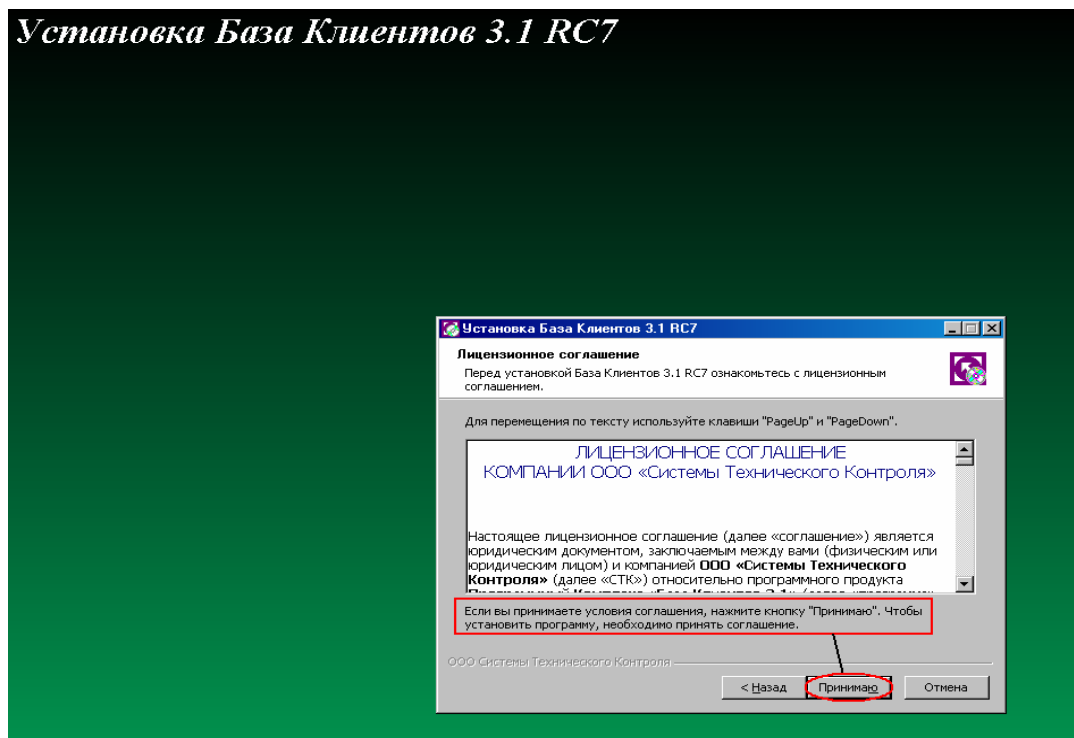 Установка База Клиентов 3.1 RC7
Установка База Клиентов 3.1 RC7
Лицензионное соглашение
Перед установкой База Клиентов 3.1 RC7 ознакомьтесь с лицензионным
соглашением.
Для перемещения по тексту используйте клавиши "PageUp" и "PageDown".
ЛИЦЕНЗИОННОЕ СОГЛАШЕНИЕ
КОМПАНИИ ООО «Системы Технического Контроля»
Настоящее лицензионное соглашение (далее «соглашение») является
юридическим документом, заключаемым между вами (физическим или
юридическим лицом) и компанией ООО «Системы Технического
Контроля» (далее «СТК») относительно программного продукта
Если вы принимаете условия соглашения, нажмите кнопку "Принимаю". Чтобы
установить программу, необходимо принять соглашение.
ООО Системы Технического Контроля
< Назад Принимаю Отмена